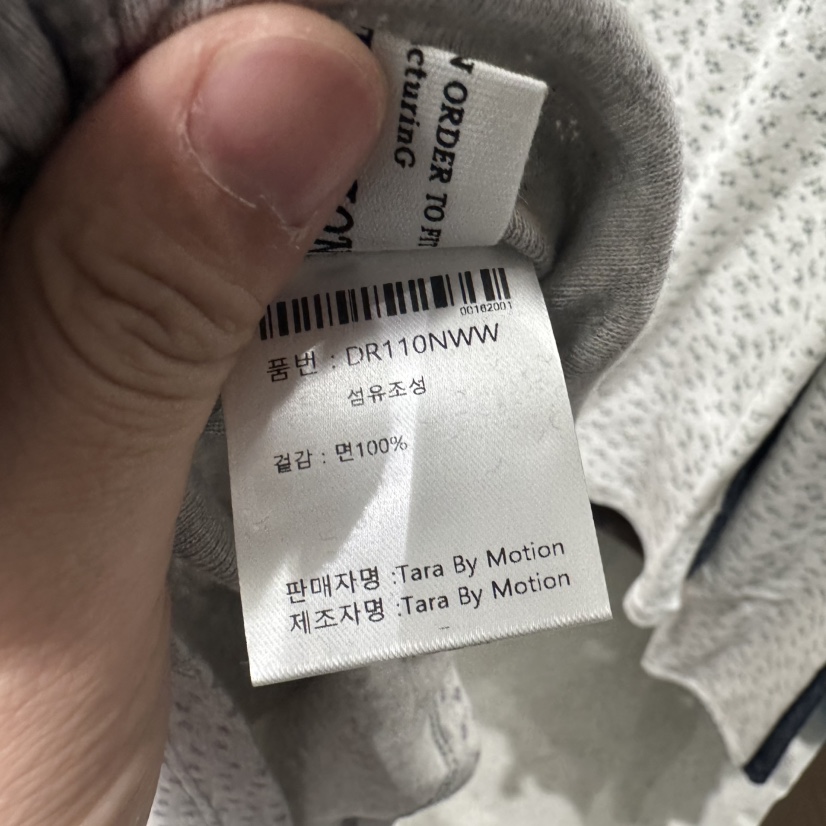 ORDER TO FIT
cturinG
00162001
품번 : DR110NWW
섬유조성
겉감 : 면100%
판매자명 :Tara By Motion
제조자명 :Tara By Motion